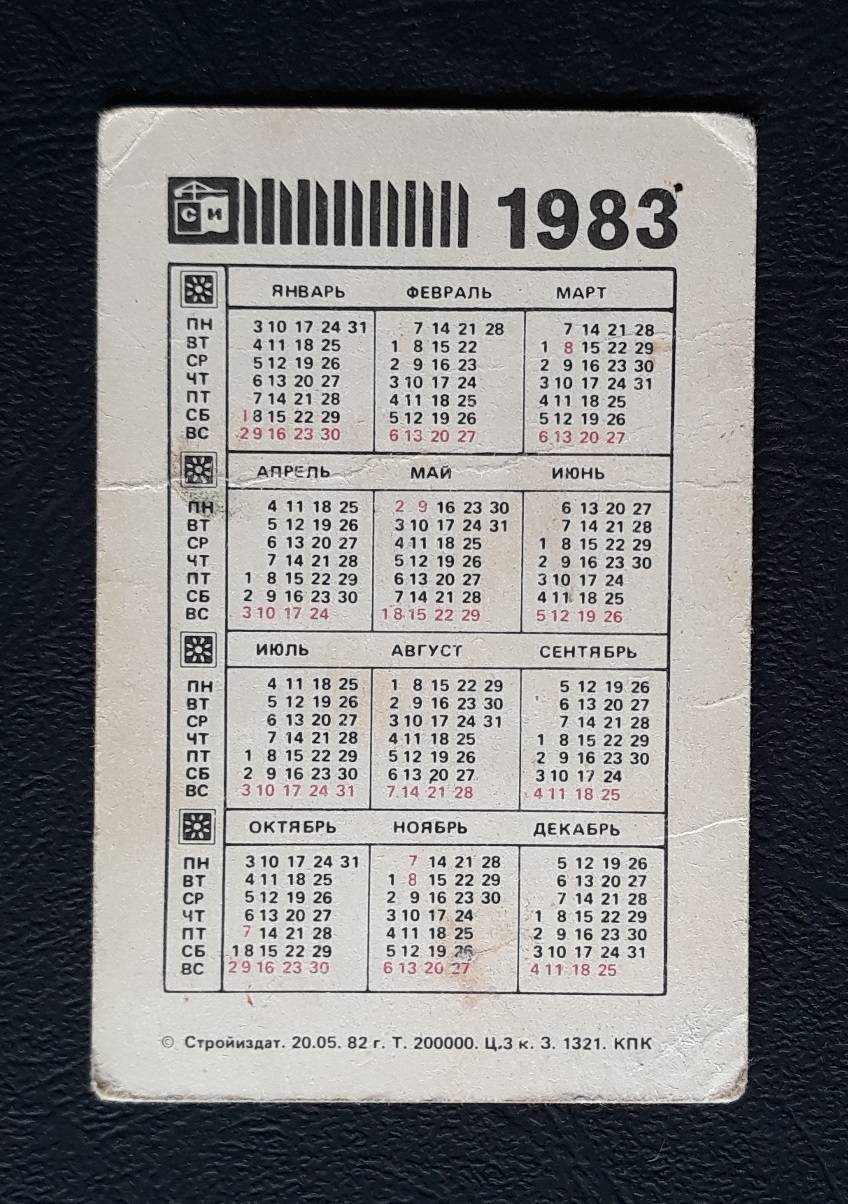 СИ 1983
ЯНВАРЬ ФЕВРАЛЬ МАРТ
ПН 3 10 17 24 31 7 14 21 28 7 14 21 28
ВТ 4 11 18 25 1 8 15 22 1 8 15 22 29
СР 5 12 19 26 2 9 16 23 2 9 16 23 30
ЧТ 6 13 20 27 3 10 17 24 3 10 17 24 31
ПТ 7 14 21 28 4 11 18 25 4 11 18 25
СБ 1 8 15 22 29 5 12 19 26 5 12 19 26
ВС 2 9 16 23 30 6 13 20 27 6 13 20 27
АПРЕЛЬ МАЙ ИЮНЬ
ПН 4 11 18 25 2 9 16 23 30 6 13 20 27
ВТ 5 12 19 26 3 10 17 24 31 7 14 21 28
СР 6 13 20 27 4 11 18 25 1 8 15 22 29
ЧТ 7 14 21 28 5 12 19 26 2 9 16 23 30
ПТ 1 8 15 22 29 6 13 20 27 3 10 17 24
СБ 2 9 16 23 30 7 14 21 28 4 11 18 25
ВС 3 10 17 24 1 8 15 22 29 5 12 19 26
ИЮЛЬ АВГУСТ СЕНТЯБРЬ
ПН 4 11 18 25 1 8 15 22 29 5 12 19 26
ВТ 5 12 19 26 2 9 16 23 30 6 13 20 27
СР 6 13 20 27 3 10 17 24 31 7 14 21 28
ЧТ 7 14 21 28 4 11 18 25 1 8 15 22 29
ПТ 1 8 15 22 29 5 12 19 26 2 9 16 23 30
СБ 2 9 16 23 30 6 13 20 27 3 10 17 24
ВС 3 10 17 24 31 7 14 21 28 4 11 18 25
ОКТЯБРЬ НОЯБРЬ ДЕКАБРЬ
ПН 3 10 17 24 31 7 14 21 28 5 12 19 26
ВТ 4 11 18 25 1 8 15 22 29 6 13 20 27
СР 5 12 19 26 2 9 16 23 30 7 14 21 28
ЧТ 6 13 20 27 3 10 17 24 1 8 15 22 29
ПТ 7 14 21 28 4 11 18 25 2 9 16 23 30
СБ 1 8 15 22 29 5 12 19 26 3 10 17 24 31
ВС 2 9 16 23 30 6 13 20 27 4 11 18 25
© Стройиздат. 20.05. 82 г. Т. 200000. Ц.3 к. З. 1321. КПК